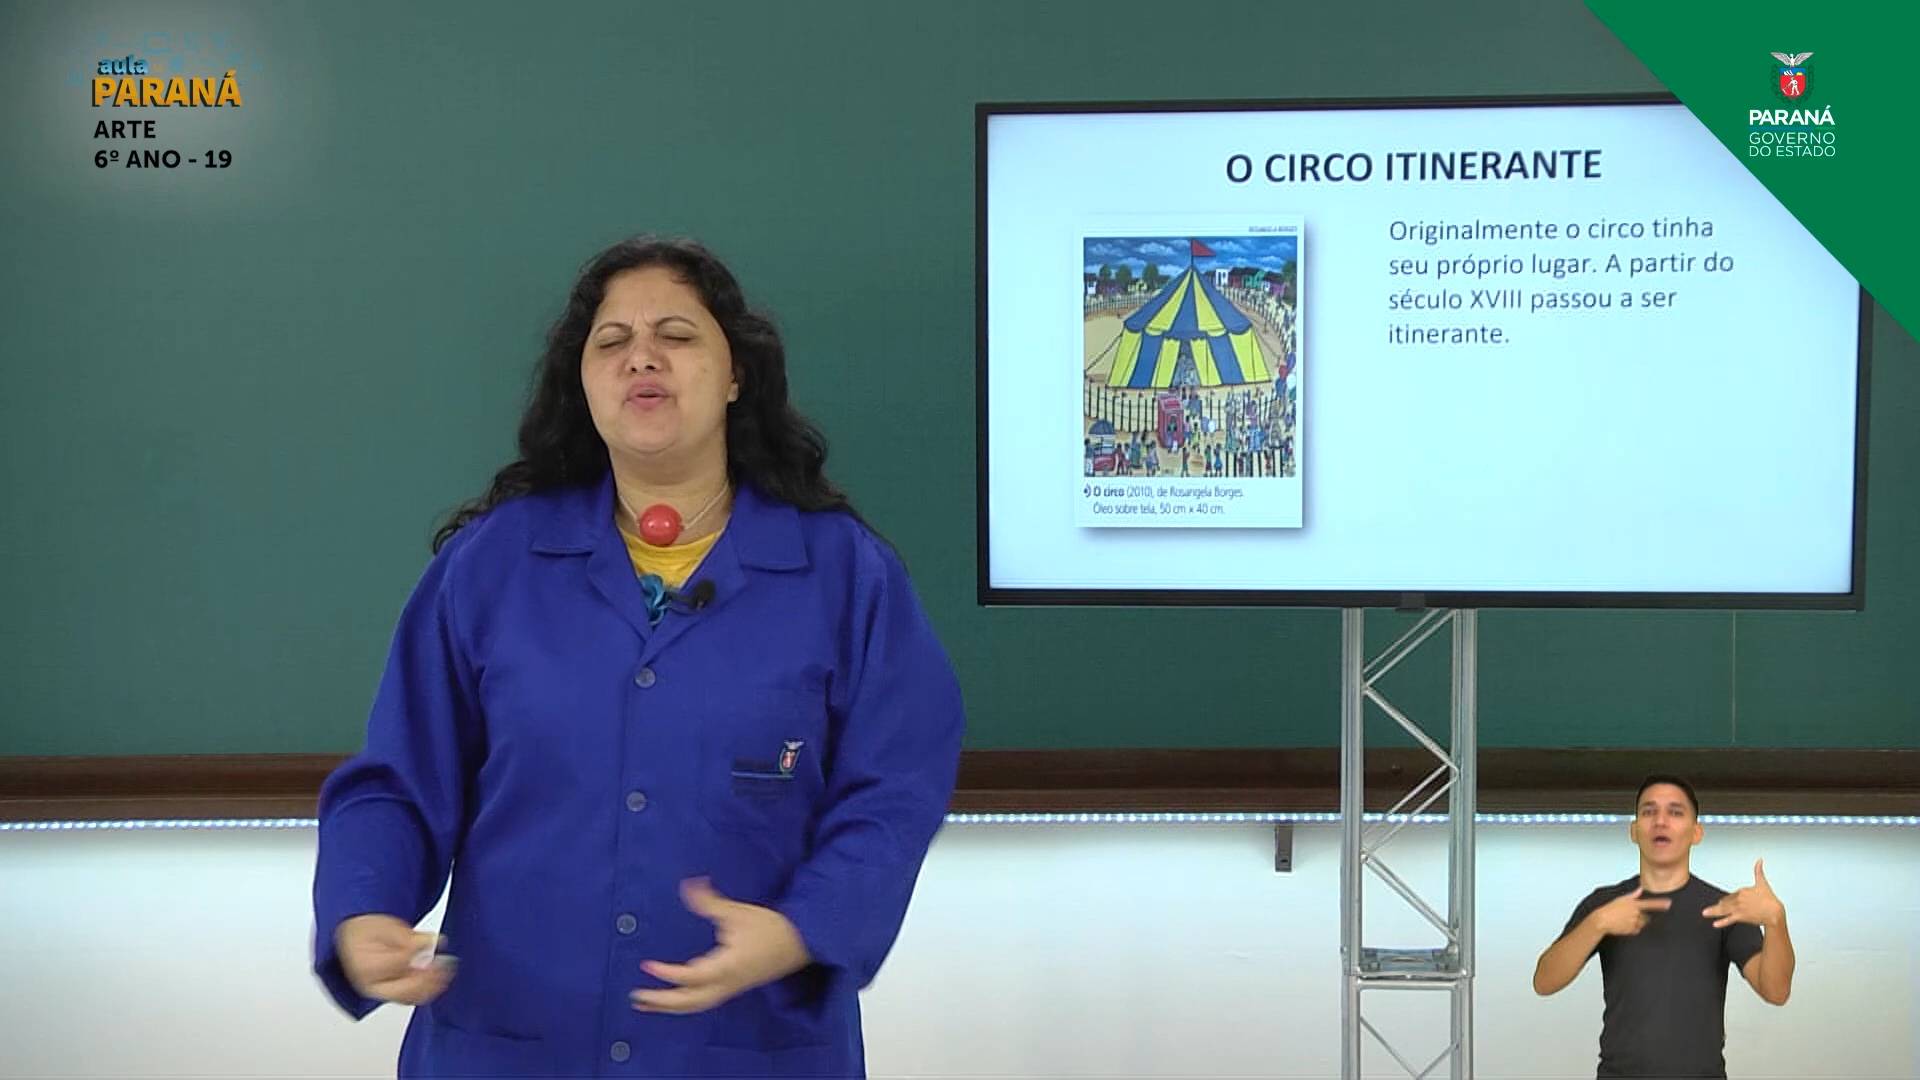 aula
PARANÁ
ARTE
6º ANO - 19
PARANÁ
GOVERNO
DO ESTADO
O CIRCO ITINERANTE
Originalmente o circo tinha
seu próprio lugar. A partir do
século XVIII passou a ser
itinerante.
O circo (2010), de Rosangela Borges.
Óleo sobre tela, 50 cm x 40 cm.